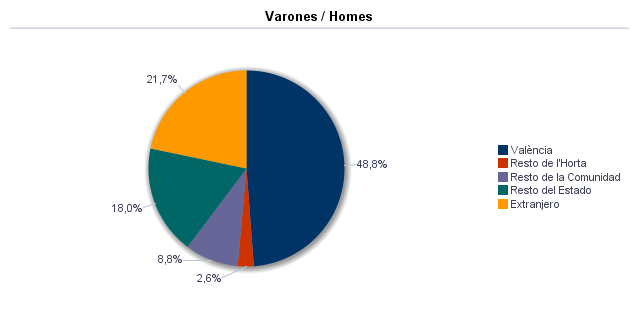 Varones / Homes
21,7%
48,8%
18,0%
8,8%
2,6%
València
Resto de l'Horta
Resto de la Comunidad
Resto del Estado
Extranjero